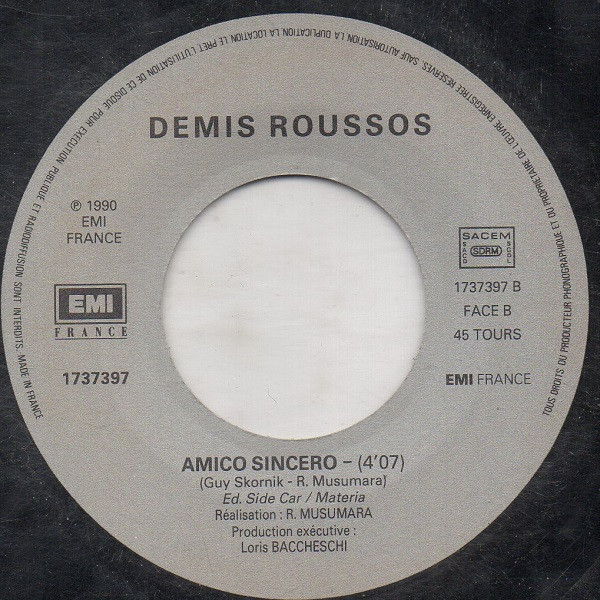 TOUS DROITS DU PRODUCTEUR PHONOGRAPHIQUE ET DU PROPRIETAIRE DE L'ŒUVRE ENREGISTREE RESERVES. SAUF AUTORISATION LA DUPLICATION LA LOCATION LE PRET L'UTILISATION DE CE DISQUE POUR EXECUTION PUBLIQUE ET RADIODIFFUSION SONT INTERDITS. MADE IN FRANCE
DEMIS ROUSSOS
℗ 1990
EMI
FRANCE
EMI
FRANCE
1737397
SACEM
SACD SDRM SGDL
1737397 B
FACE B
45 TOURS
EMI FRANCE
AMICO SINCERO – (4'07)
(Guy Skornik - R. Musumara)
Ed. Side Car / Materia
Réalisation : R. MUSUMARA
Production exécutive :
Loris BACCHESCHI